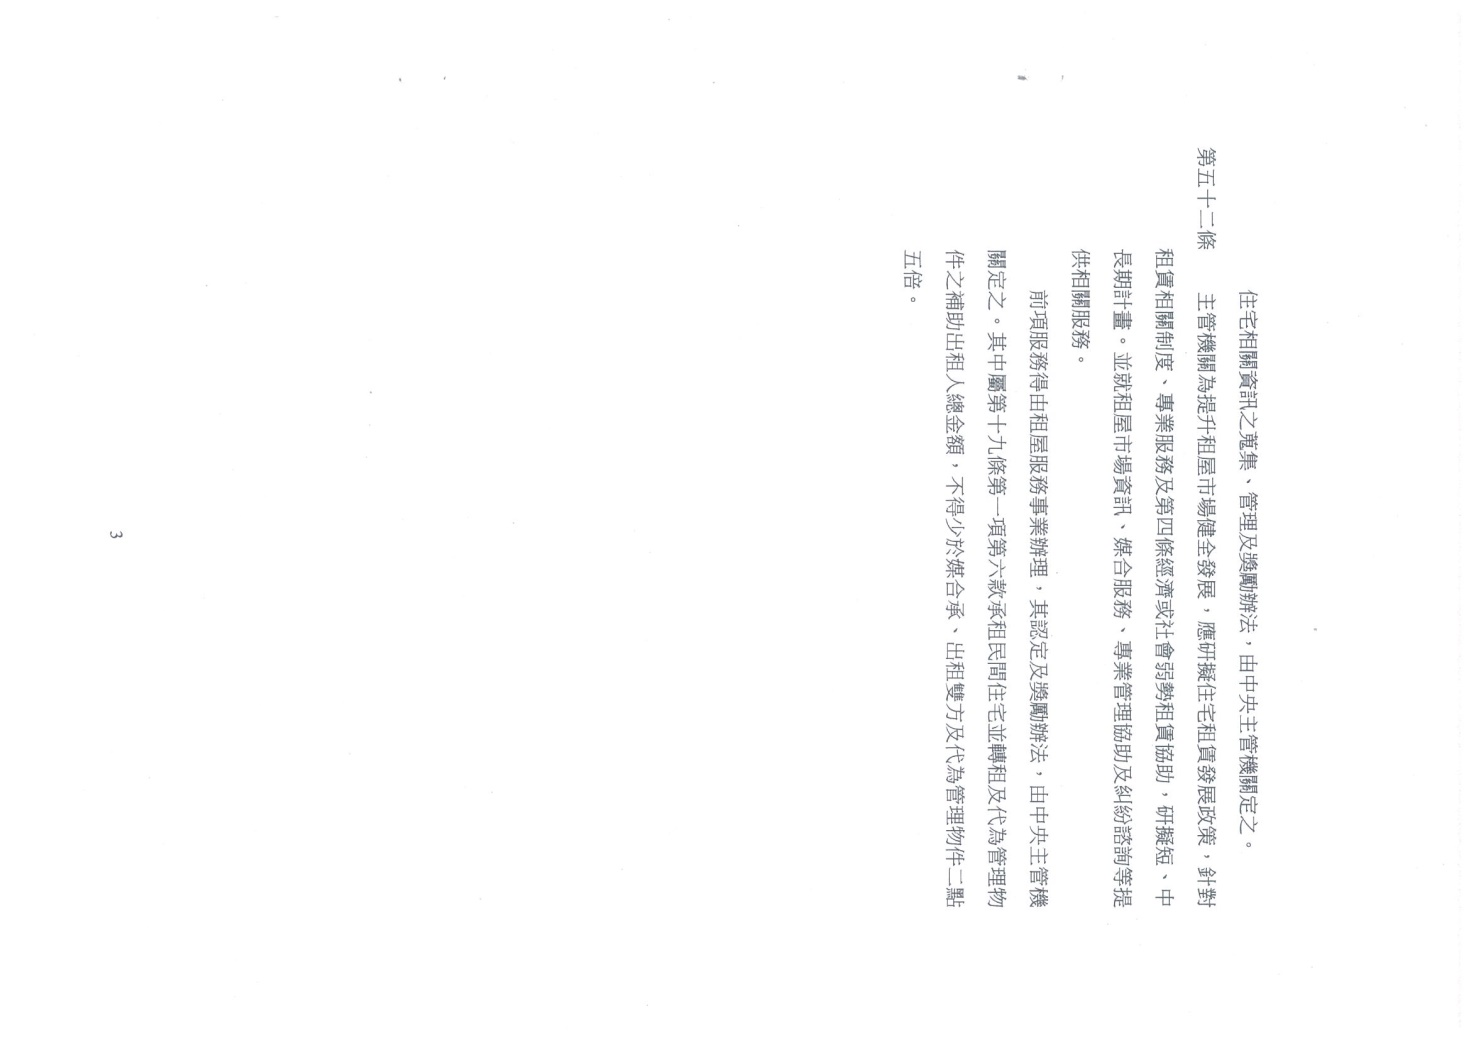 住宅相關資訊之蒐集、管理及獎勵辦法，由中央主管機關定之。
第五十二條　主管機關為提升租屋市場健全發展，應研擬住宅租賃發展政策，針對
租賃相關制度、專業服務及第四條經濟或社會弱勢租賃協助，研擬短、中
長期計畫。並就租屋市場資訊、媒合服務、專業管理協助及糾紛諮詢等提
供相關服務。
前項服務得由租屋服務事業辦理，其認定及獎勵辦法，由中央主管機
關定之。其中屬第十九條第一項第六款承租民間住宅並轉租及代為管理物
件之補助出租人總金額，不得少於媒合承、出租雙方及代為管理物件二點
五倍。
3